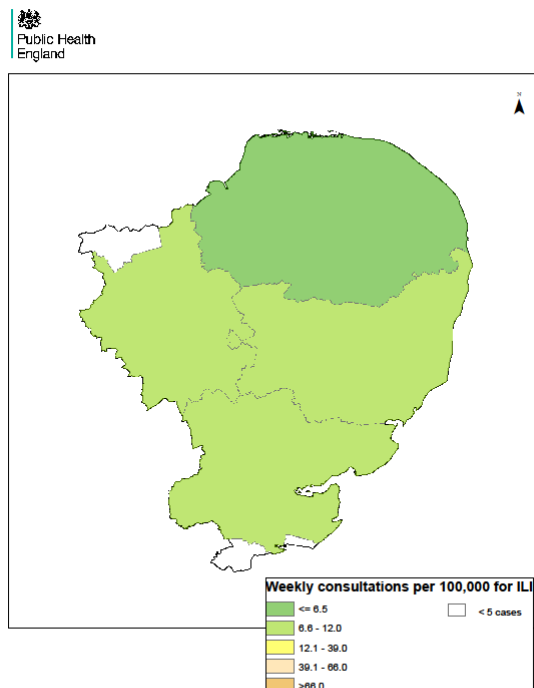 Public Health
England
N
Weekly consultations per 100,000 for ILI
<= 6.5
6.6 - 12.0
12.1 - 39.0
39.1 - 66.0
>66.0
< 5 cases